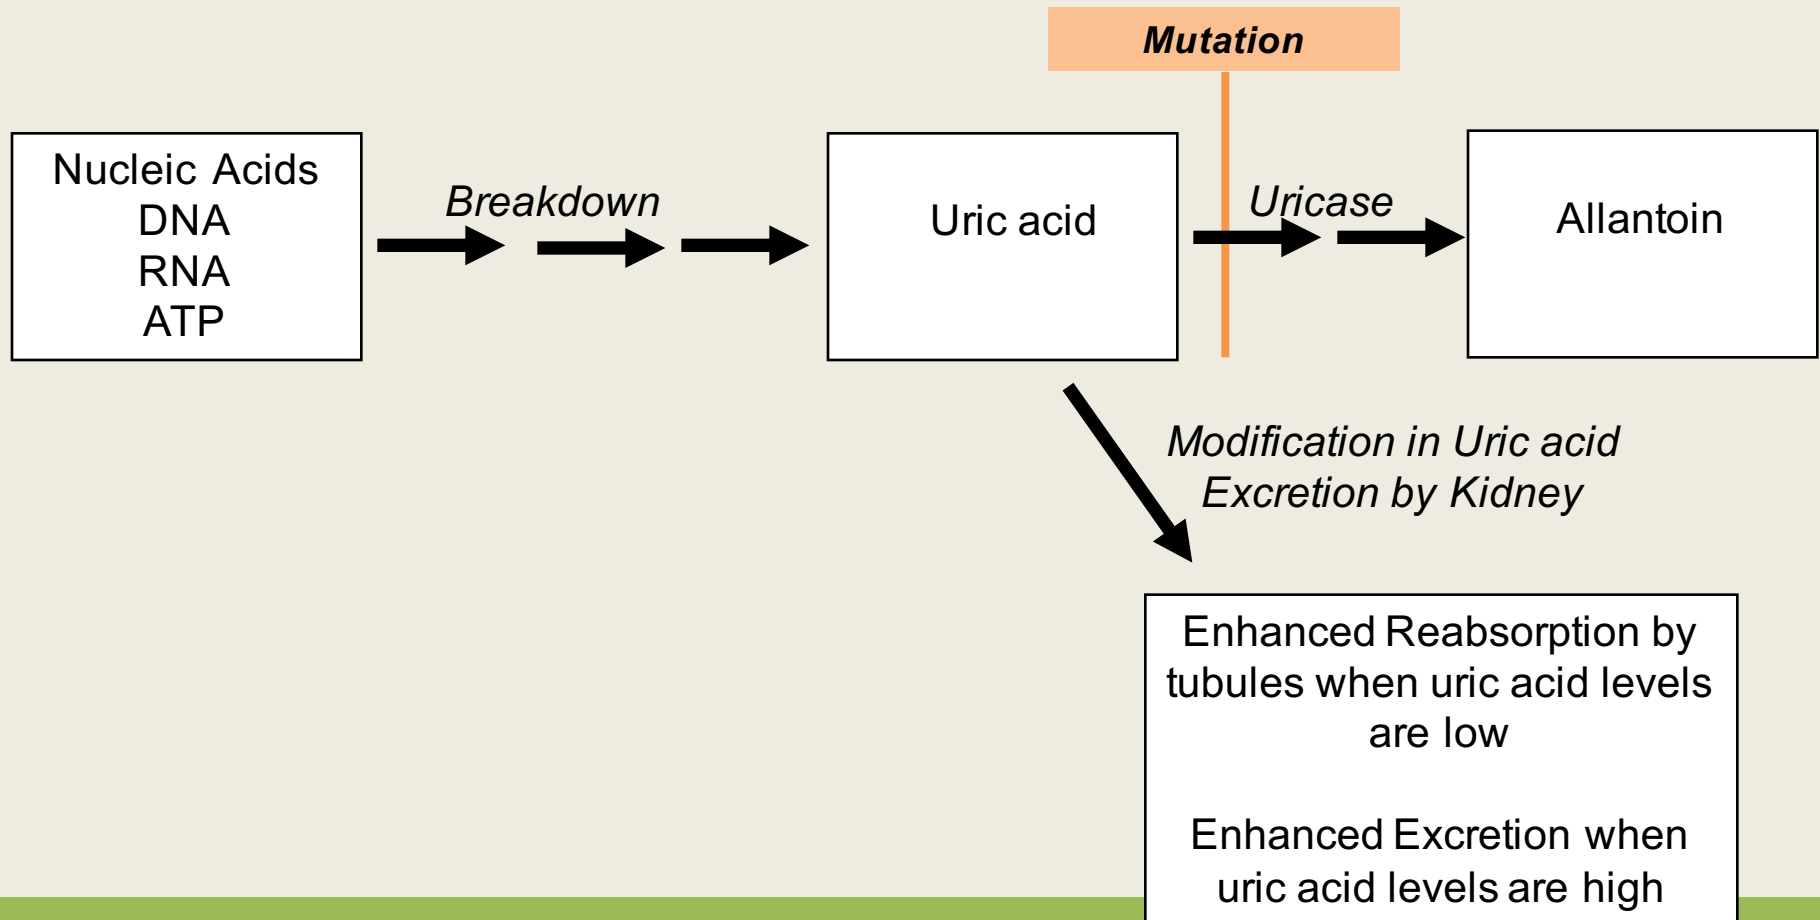 Mutation
Nucleic Acids
DNA
RNA
ATP
Breakdown
Uric acid
Uricase
Allantoin
Modification in Uric acid
Excretion by Kidney
Enhanced Reabsorption by
tubules when uric acid levels
are low
Enhanced Excretion when
uric acid levels are high